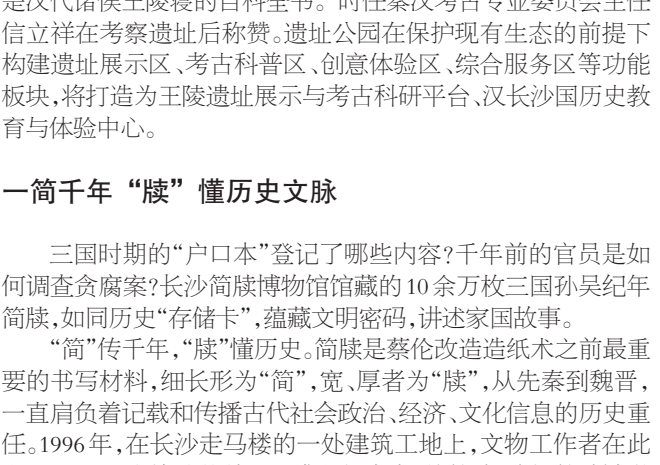 是汉代诸侯王陵寝的百科全书。”时任秦汉考古专业委员会主任
信立祥在考察遗址后称赞。遗址公园在保护现有生态的前提下
构建遗址展示区、考古科普区、创意体验区、综合服务区等功能
板块,将打造为王陵遗址展示与考古科研平台、汉长沙国历史教
育与体验中心。
一简千年“牍”懂历史文脉
三国时期的“户口本”登记了哪些内容?千年前的官员是如
何调查贪腐案?长沙简牍博物馆馆藏的10余万枚三国孙吴纪年
简牍,如同历史“存储卡”,蕴藏文明密码,讲述家国故事。
“简”传千年,“牍”懂历史。简牍是蔡伦改造造纸术之前最重
要的书写材料,细长形为“简”,宽、厚者为“牍”,从先秦到魏晋,
一直肩负着记载和传播古代社会政治、经济、文化信息的历史重
任。1996年,在长沙走马楼的一处建筑工地上,文物工作者在此